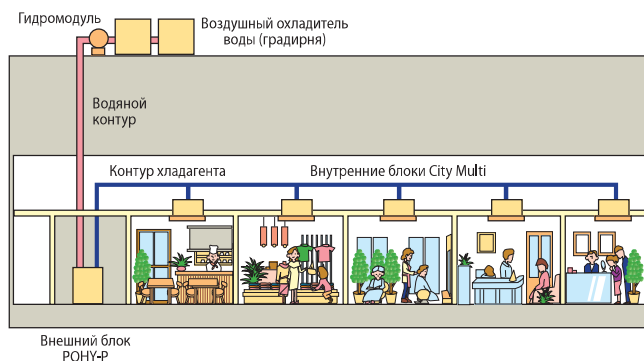 Гидромодуль
Воздушный охладитель
воды (градирня)
Водяной
контур
Контур хладагента
Внутренние блоки City Multi
Внешний блок
PQHY-P